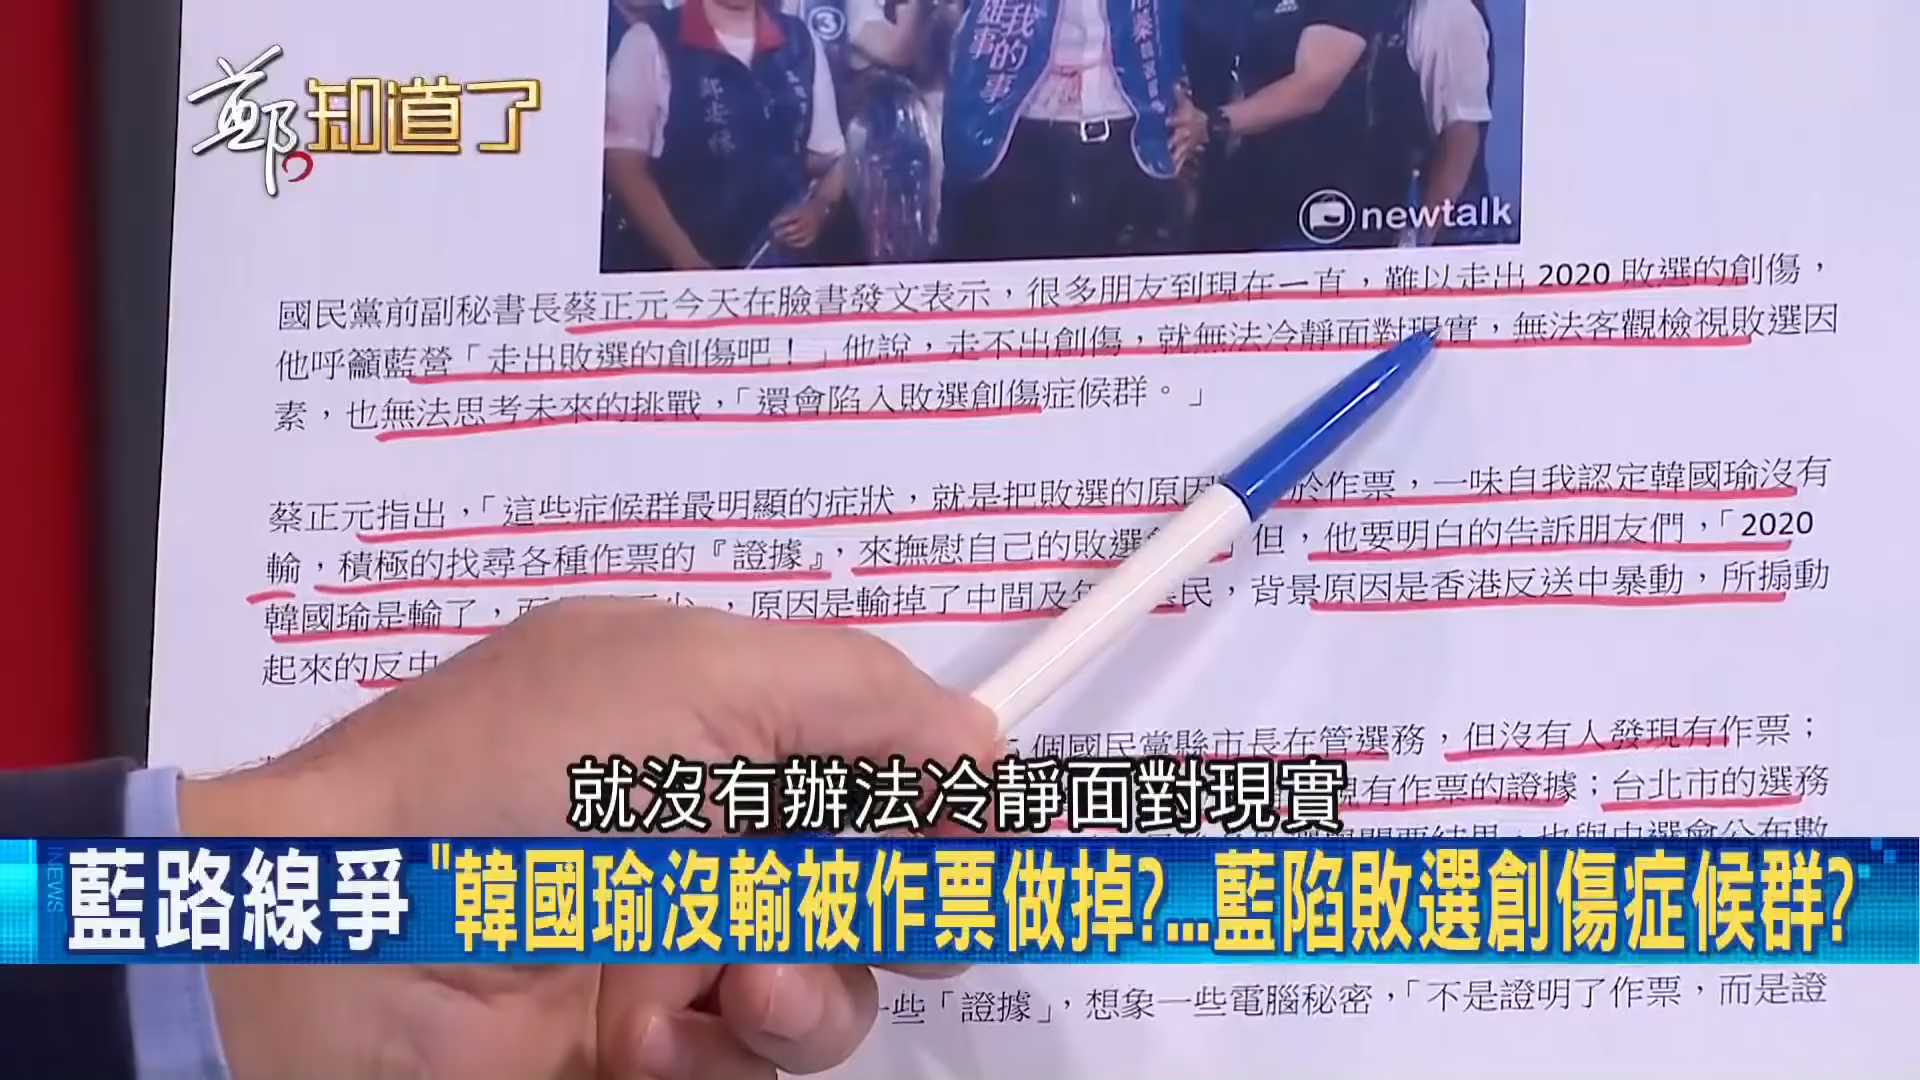 鄭知道了
3
我的事
newtalk
國民黨前副秘書長蔡正元今天在臉書發文表示，很多朋友到現在一直，難以走出 2020 敗選的創傷，
他呼籲藍營「走出敗選的創傷吧！」他說，走不出創傷，就無法冷靜面對現實，無法客觀檢視敗選因
素，也無法思考未來的挑戰，「還會陷入敗選創傷症候群。」
蔡正元指出，「這些症候群最明顯的症狀，就是把敗選的原因 於作票，一味自我認定韓國瑜沒有
輸，積極的找尋各種作票的『證據』，來撫慰自己的敗選 」但，他要明白的告訴朋友們，「2020
韓國瑜是輸了， ，原因是輸掉了中間及年 民，背景原因是香港反送中暴動，所搧動
起來的反中
個國民黨縣市長在管選務，但沒有人發現有作票；
現有作票的證據；台北市的選務
就沒有辦法冷靜面對現實
INEWS
藍路線爭 "韓國瑜沒輸被作票做掉?...藍陷敗選創傷症候群?
一些「證據」，想象一些電腦秘密，「不是證明了作票，而是證